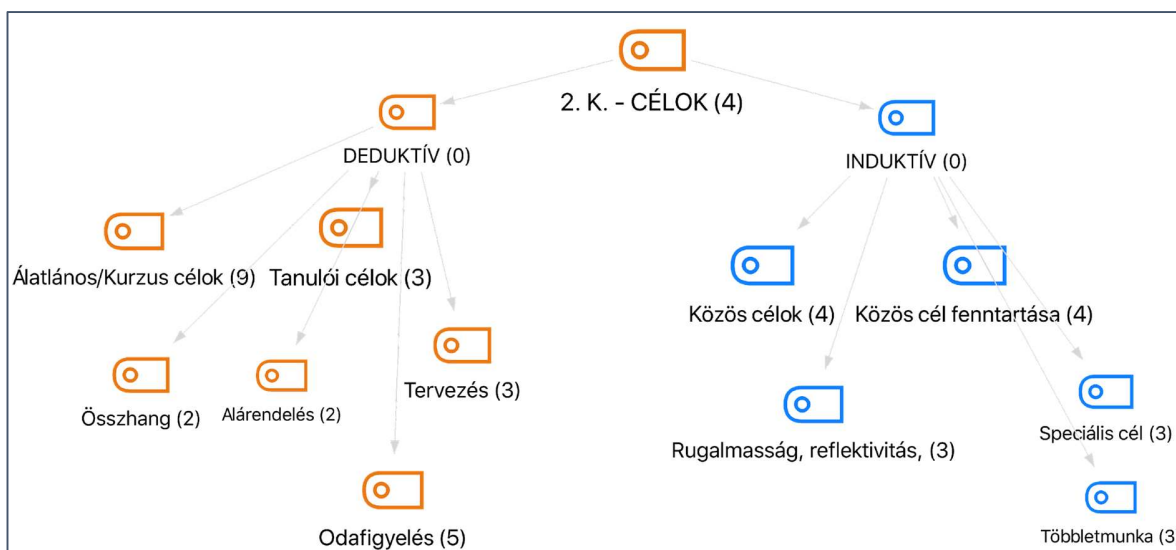 2. K. - CÉLOK (4)
DEDUKTÍV (0)
INDUKTÍV (0)
Álatlános/Kurzus célok (9)
Tanulói célok (3)
Közös célok (4)
Közös cél fenntartása (4)
Összhang (2)
Alárendelés (2)
Tervezés (3)
Rugalmasság, reflektivitás, (3)
Speciális cél (3)
Odafigyelés (5)
Többletmunka (3